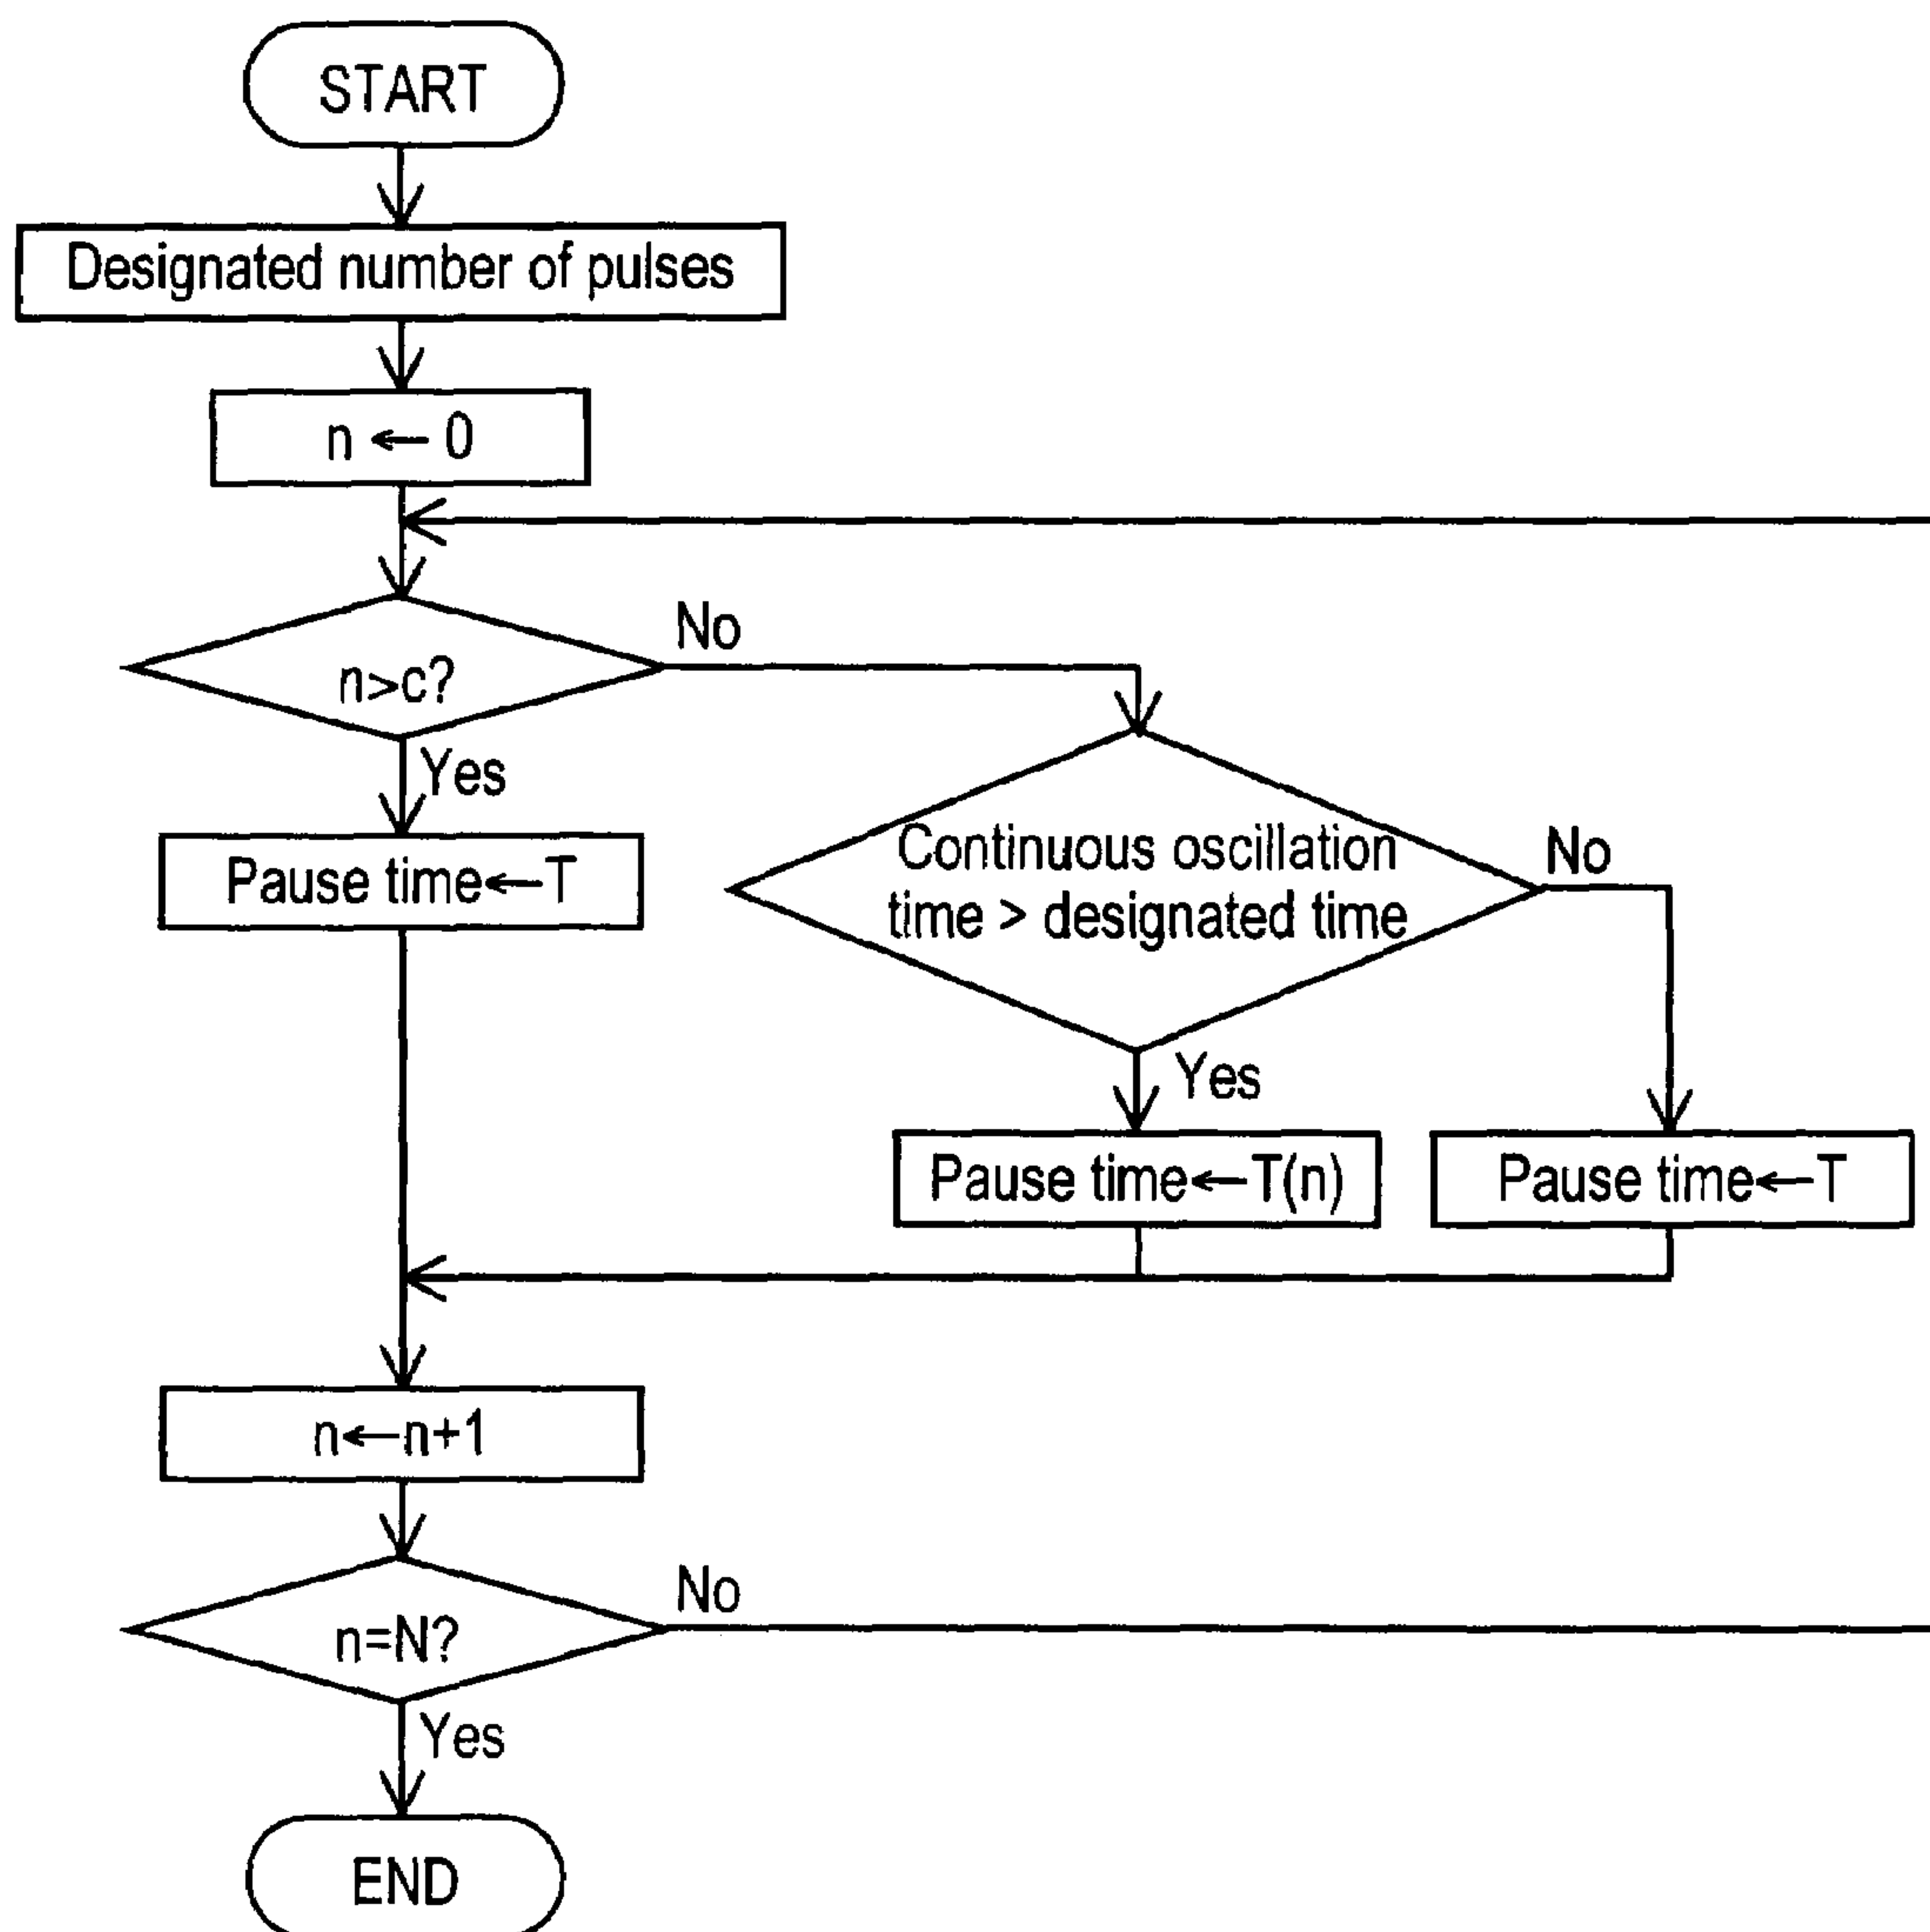 START
Designated number of pulses
n ← 0
n>c?
No
Yes
Pause time←T
Continuous oscillation
time > designated time
No
Yes
Pause time←T(n)
Pause time←T
n←n+1
n=N?
No
Yes
END